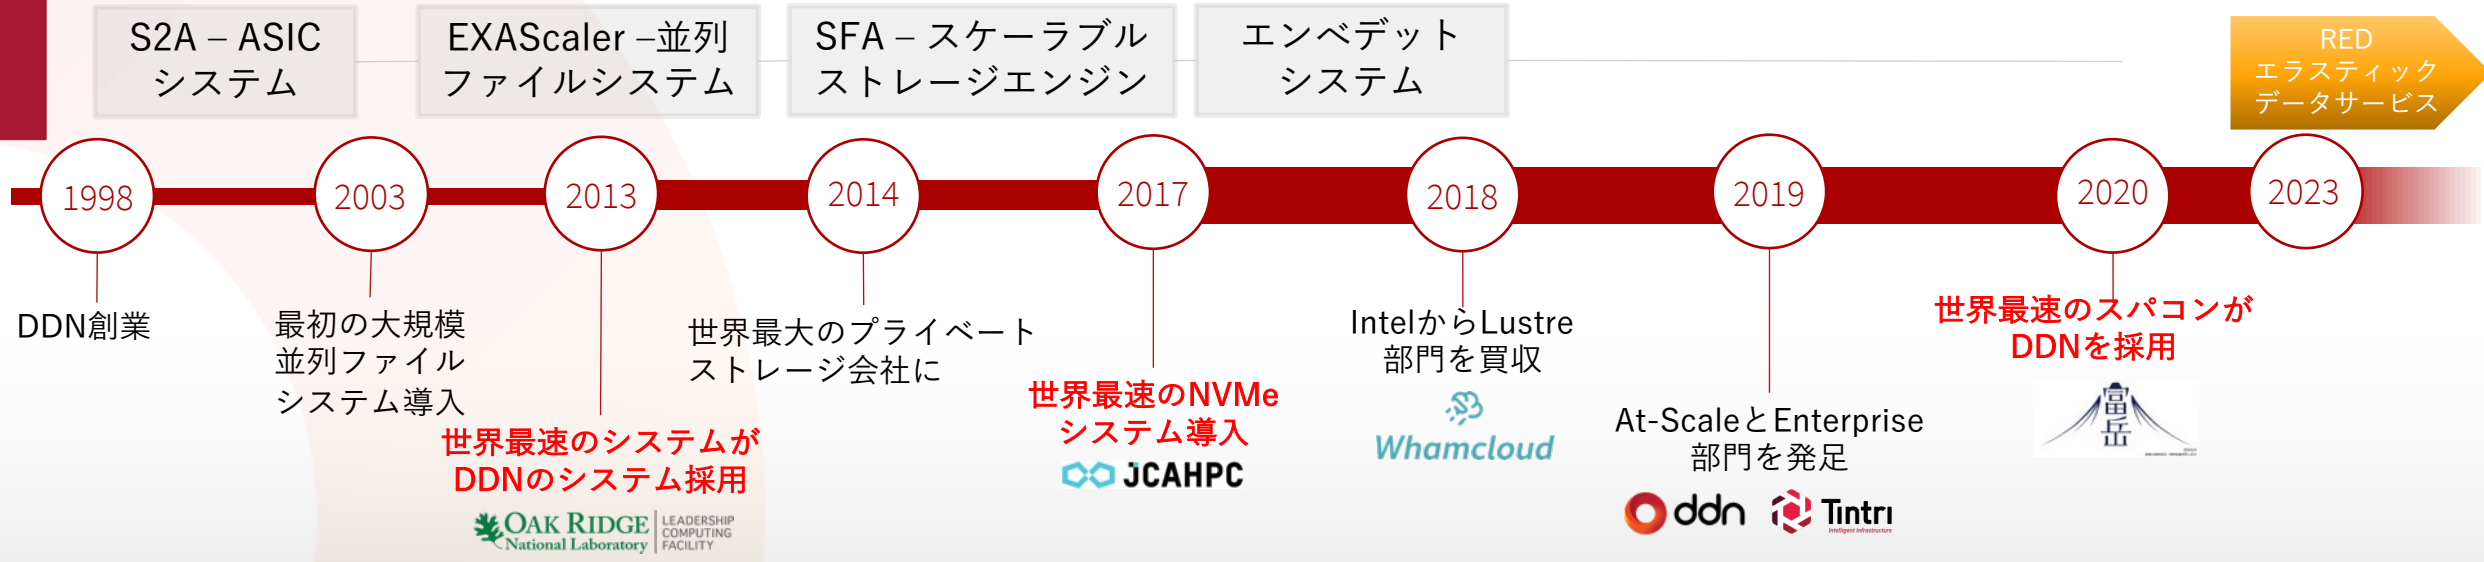 S2A – ASIC
システム
EXAScaler –並列
ファイルシステム
SFA – スケーラブル
ストレージエンジン
エンベデット
システム
RED
エラスティック
データサービス
1998
2003
2013
2014
2017
2018
2019
2020
2023
DDN創業
最初の大規模
並列ファイル
システム導入
世界最速のシステムが
DDNのシステム採用
OAK RIDGE
National Laboratory
LEADERSHIP
COMPUTING
FACILITY
世界最大のプライベート
ストレージ会社に
世界最速のNVMe
システム導入
JCAHPC
IntelからLustre
部門を買収
Whamcloud
At-ScaleとEnterprise
部門を発足
ddn
Tintri
Intelligent Infrastructure
世界最速のスパコンが
DDNを採用
富岳